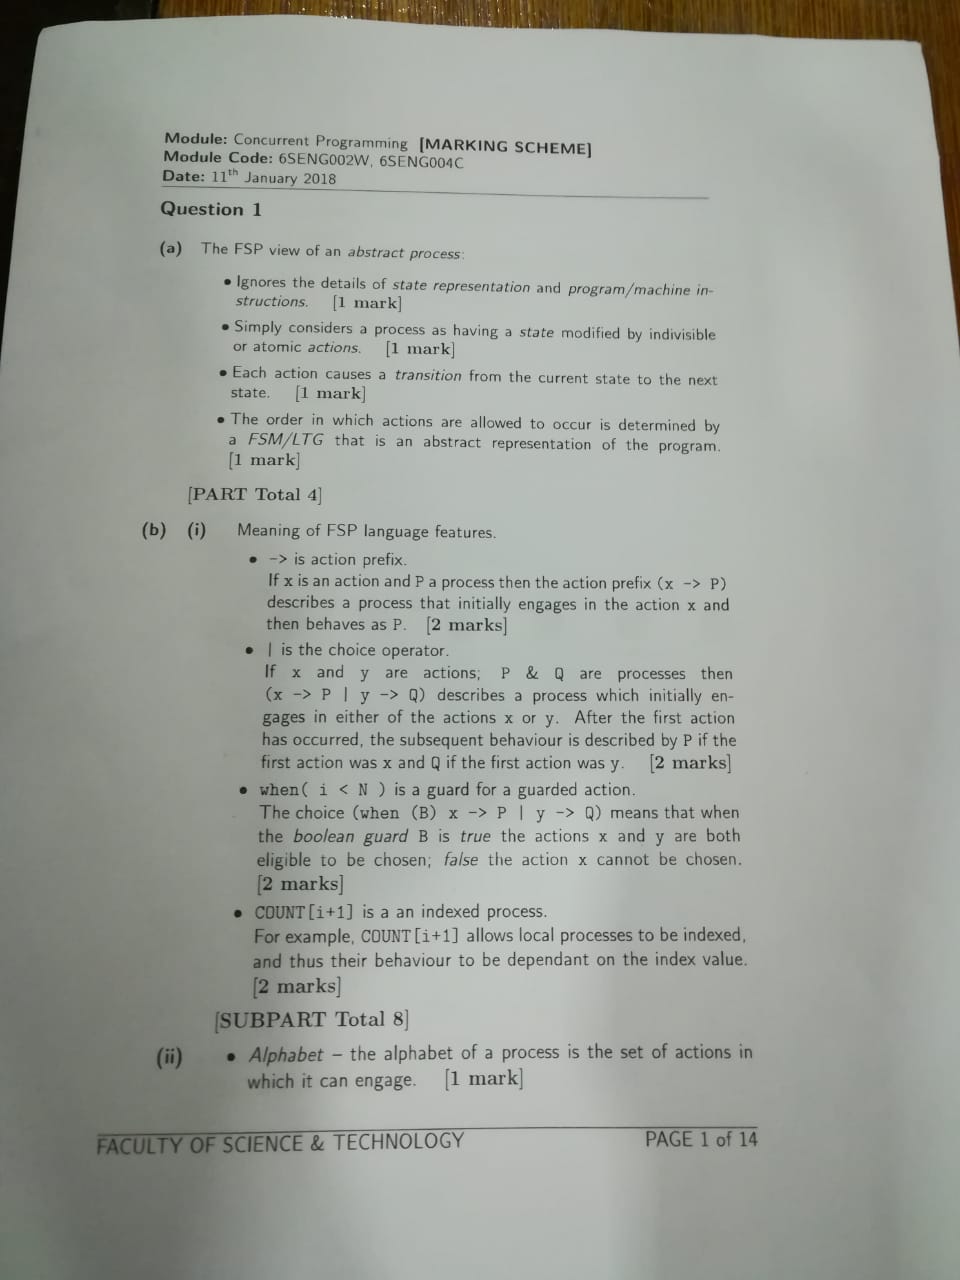 Module: Concurrent Programming [MARKING SCHEME]
Module Code: 6SENG002W, 6SENG004C
Date: 11th January 2018
Question 1
(a) The FSP view of an abstract process:
• Ignores the details of state representation and program/machine in-
structions. [1 mark]
• Simply considers a process as having a state modified by indivisible
or atomic actions. [1 mark]
• Each action causes a transition from the current state to the next
state. [1 mark]
• The order in which actions are allowed to occur is determined by
a FSM/LTG that is an abstract representation of the program.
[1 mark]
[PART Total 4]
(b) (i) Meaning of FSP language features.
• -> is action prefix.
If x is an action and P a process then the action prefix (x -> P)
describes a process that initially engages in the action x and
then behaves as P. [2 marks]
• | is the choice operator.
If x and y are actions; P & Q are processes then
(x -> P | y -> Q) describes a process which initially en-
gages in either of the actions x or y. After the first action
has occurred, the subsequent behaviour is described by P if the
first action was x and Q if the first action was y. [2 marks]
• when( i < N ) is a guard for a guarded action.
The choice (when (B) x -> P | y -> Q) means that when
the boolean guard B is true the actions x and y are both
eligible to be chosen; false the action x cannot be chosen.
[2 marks]
• COUNT[i+1] is a an indexed process.
For example, COUNT[i+1] allows local processes to be indexed,
and thus their behaviour to be dependant on the index value.
[2 marks]
[SUBPART Total 8]
(ii) • Alphabet – the alphabet of a process is the set of actions in
which it can engage. [1 mark]
FACULTY OF SCIENCE & TECHNOLOGY PAGE 1 of 14